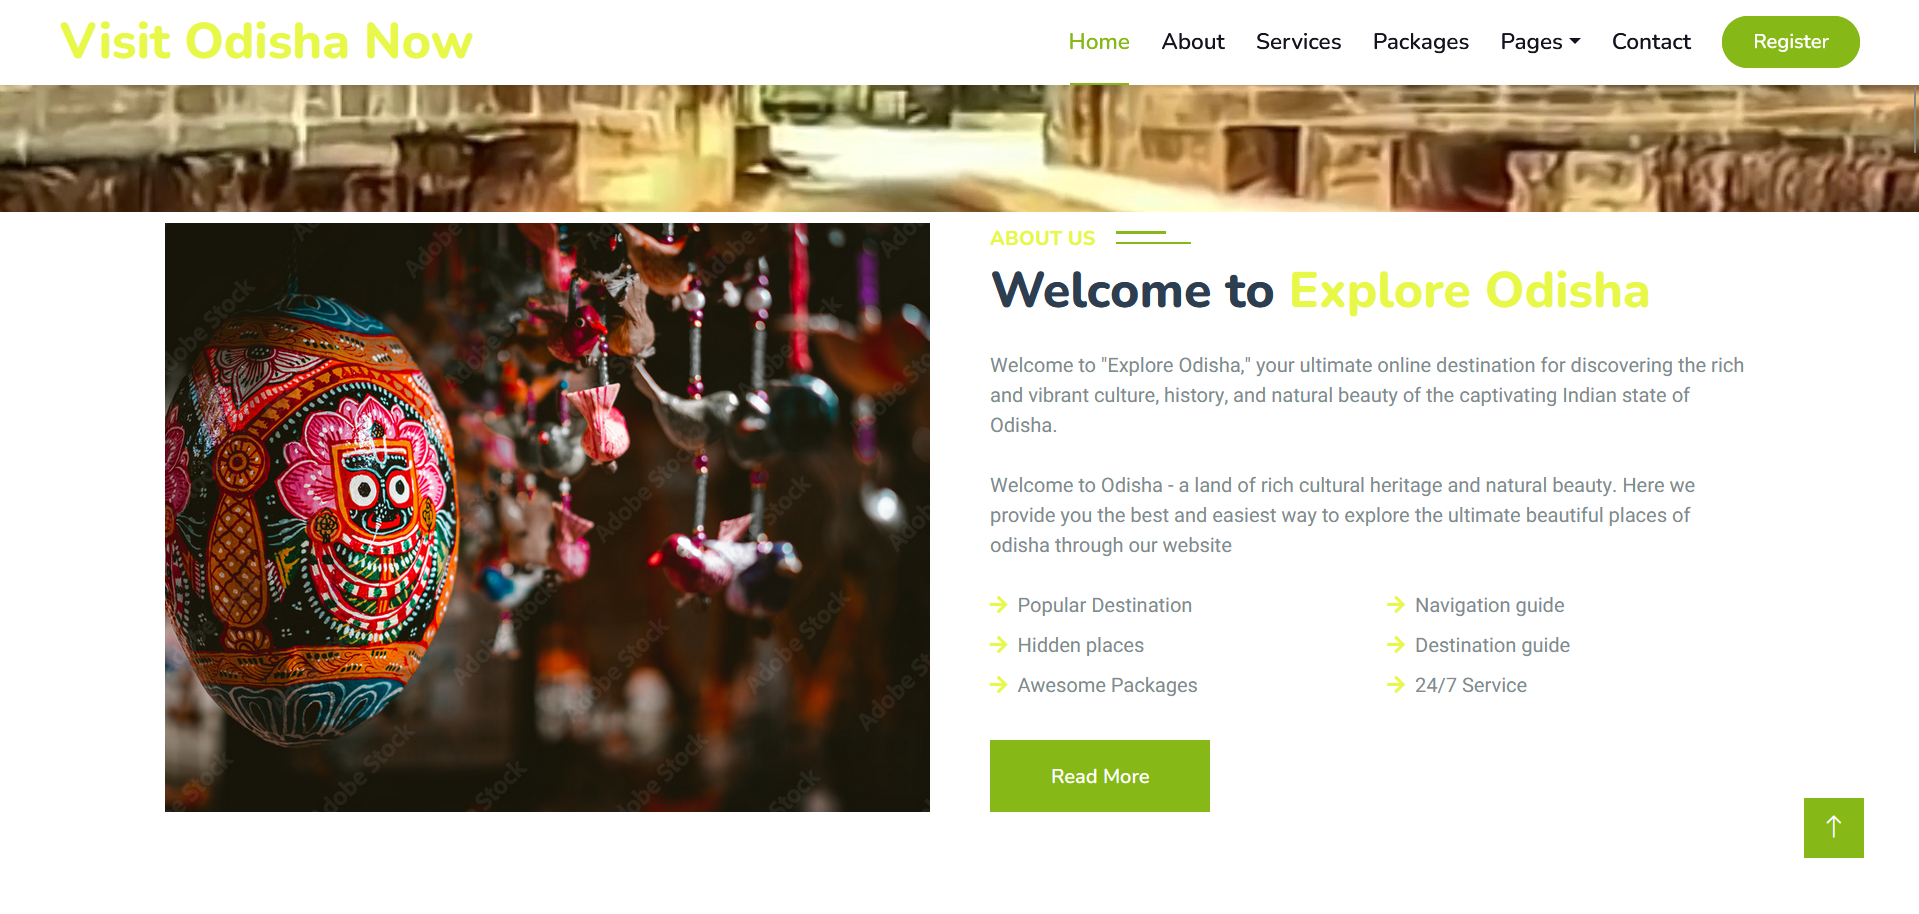 Visit Odisha Now
Home About Services Packages Pages Contact Register
ABOUT US
Welcome to Explore Odisha
Welcome to "Explore Odisha," your ultimate online destination for discovering the rich
and vibrant culture, history, and natural beauty of the captivating Indian state of
Odisha.
Welcome to Odisha - a land of rich cultural heritage and natural beauty. Here we
provide you the best and easiest way to explore the ultimate beautiful places of
odisha through our website
Popular Destination
Navigation guide
Hidden places
Destination guide
Awesome Packages
24/7 Service
Read More
Adobe Stock